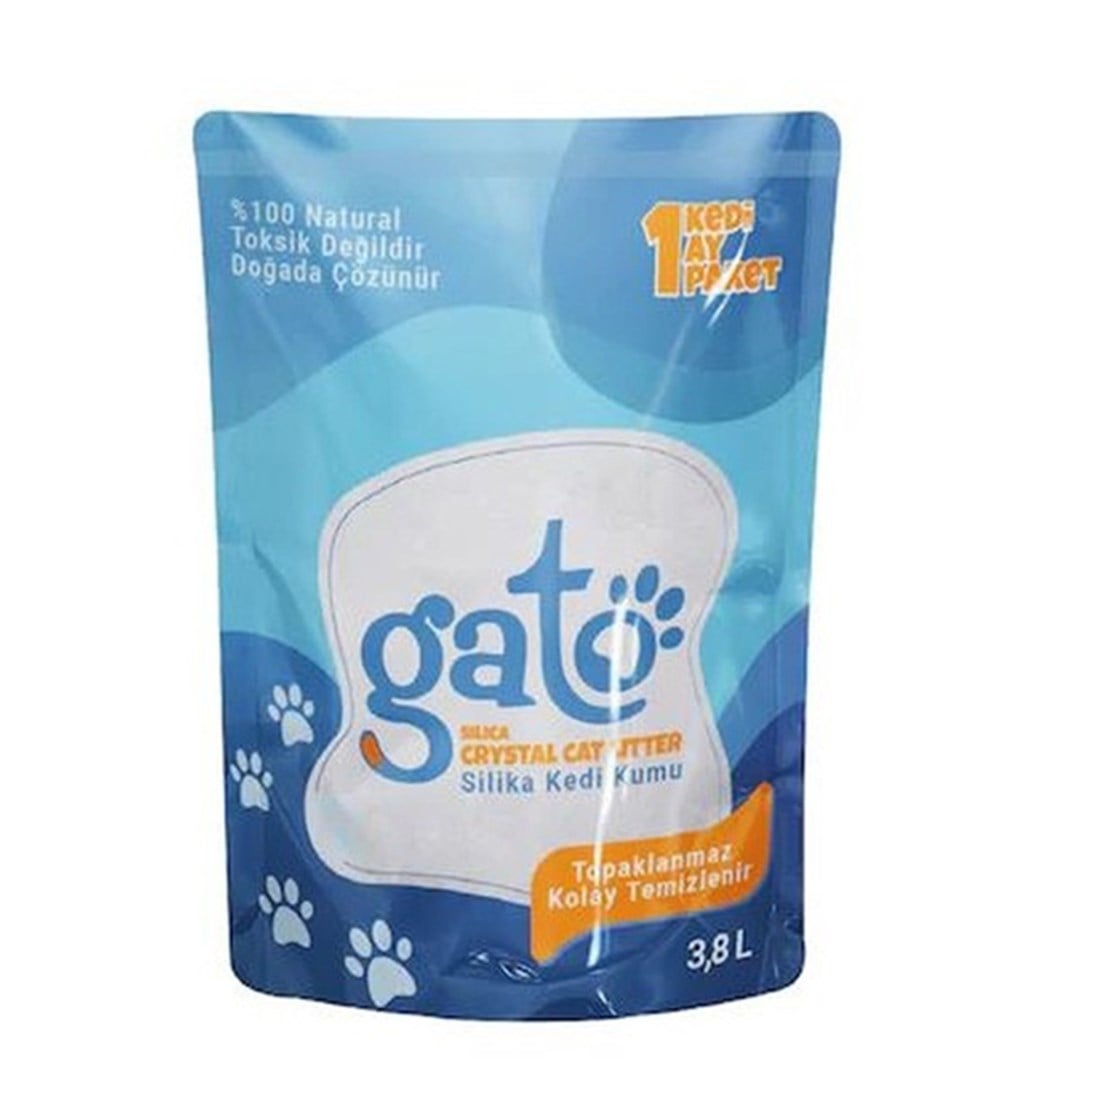 %100 Natural
Toksik Değildir
Doğada Çözünür
1 KEDİ
AY
PAKET
gato
SILICA
CRYSTAL CAT LITTER
Silika Kedi Kumu
Topaklanmaz
Kolay Temizlenir
3,8 L